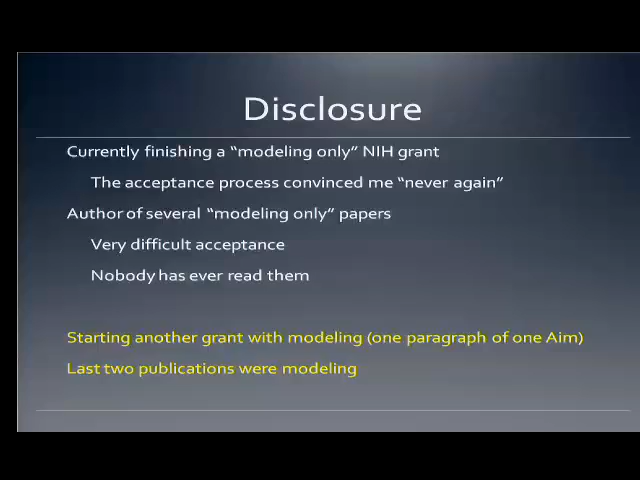 Disclosure
Currently finishing a “modeling only” NIH grant
The acceptance process convinced me “never again”
Author of several “modeling only” papers
Very difficult acceptance
Nobody has ever read them
Starting another grant with modeling (one paragraph of one Aim)
Last two publications were modeling